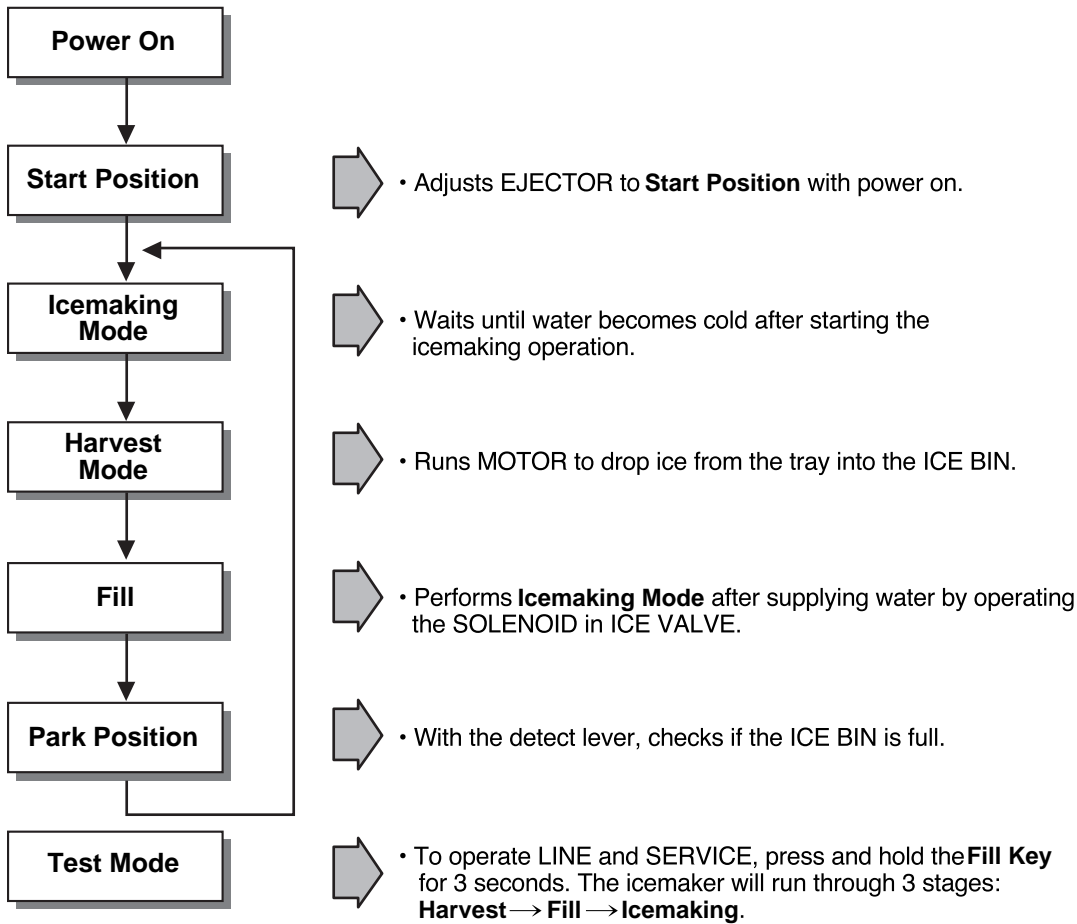 Power On
Start Position
• Adjusts EJECTOR to Start Position with power on.
Icemaking
Mode
• Waits until water becomes cold after starting the
icemaking operation.
Harvest
Mode
• Runs MOTOR to drop ice from the tray into the ICE BIN.
Fill
• Performs Icemaking Mode after supplying water by operating
the SOLENOID in ICE VALVE.
Park Position
• With the detect lever, checks if the ICE BIN is full.
Test Mode
• To operate LINE and SERVICE, press and hold the Fill Key
for 3 seconds. The icemaker will run through 3 stages:
Harvest → Fill → Icemaking.